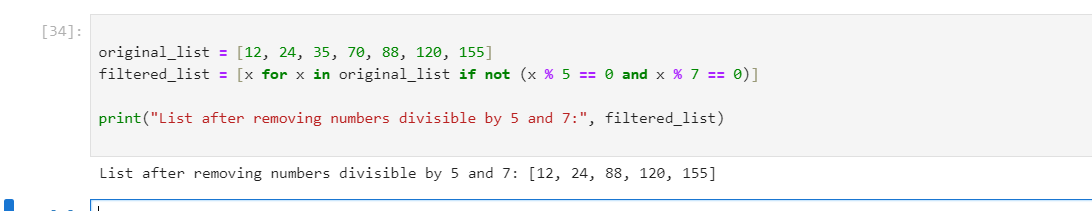 [34]:
original_list = [12, 24, 35, 70, 88, 120, 155]
filtered_list = [x for x in original_list if not (x % 5 == 0 and x % 7 == 0)]
print("List after removing numbers divisible by 5 and 7:", filtered_list)
List after removing numbers divisible by 5 and 7: [12, 24, 88, 120, 155]